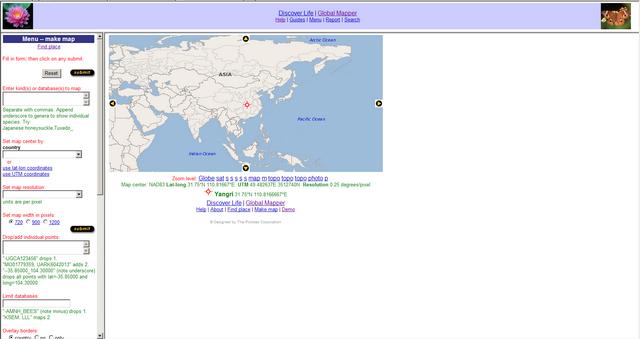 Discover Life | Global Mapper
Help | Guides | Menu | Report | Search
Menu -- make map
Find place
Fill in form: then click on any submit.
Reset
submit
Enter kind(s) or database(s) to map
Separate with commas. Append
underscore to genera to show individual
species. Try:
Japanese honeysuckle,Tuxedo_
Set map center by:
country
or
use lat-lon coordinates
use UTM coordinates
Set map resolution:
units are per pixel
Set map width in pixels:
720 900 1200
submit
Drop/add individual points:
"-UGCA123456" drops 1.
"MO01779359, UARK6042013" adds 2.
"--35.85000_104.30000" (note underscore)
drops all points with lat=-35.85000 and
long=104.30000.
Limit databases:
"-AMNH_BEES" (note minus) drops 1.
"KSEM, LLL" maps 2.
Overlay borders:
country no only
Arctic Ocean
ASIA
Pacific Ocean
Indian Ocean
Zoom level: Globe sat s s s s s map m topo topo topo photo p
Map center: NAD83 Lat-long 31.75°N 110.81667°E UTM 49 482637E 3512740N Resolution 0.25 degrees/pixel
Yangri 31.75°N 110.8166667°E
Discover Life | Global Mapper
Help | About | Find place | Make map | Demo
© Designed by The Polistes Corporation